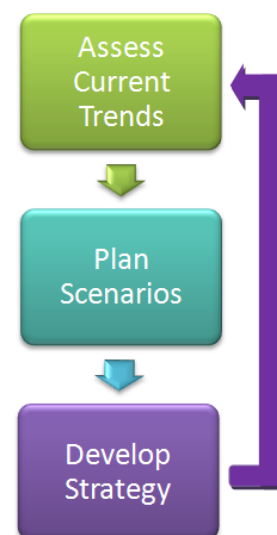 Assess
Current
Trends
Plan
Scenarios
Develop
Strategy